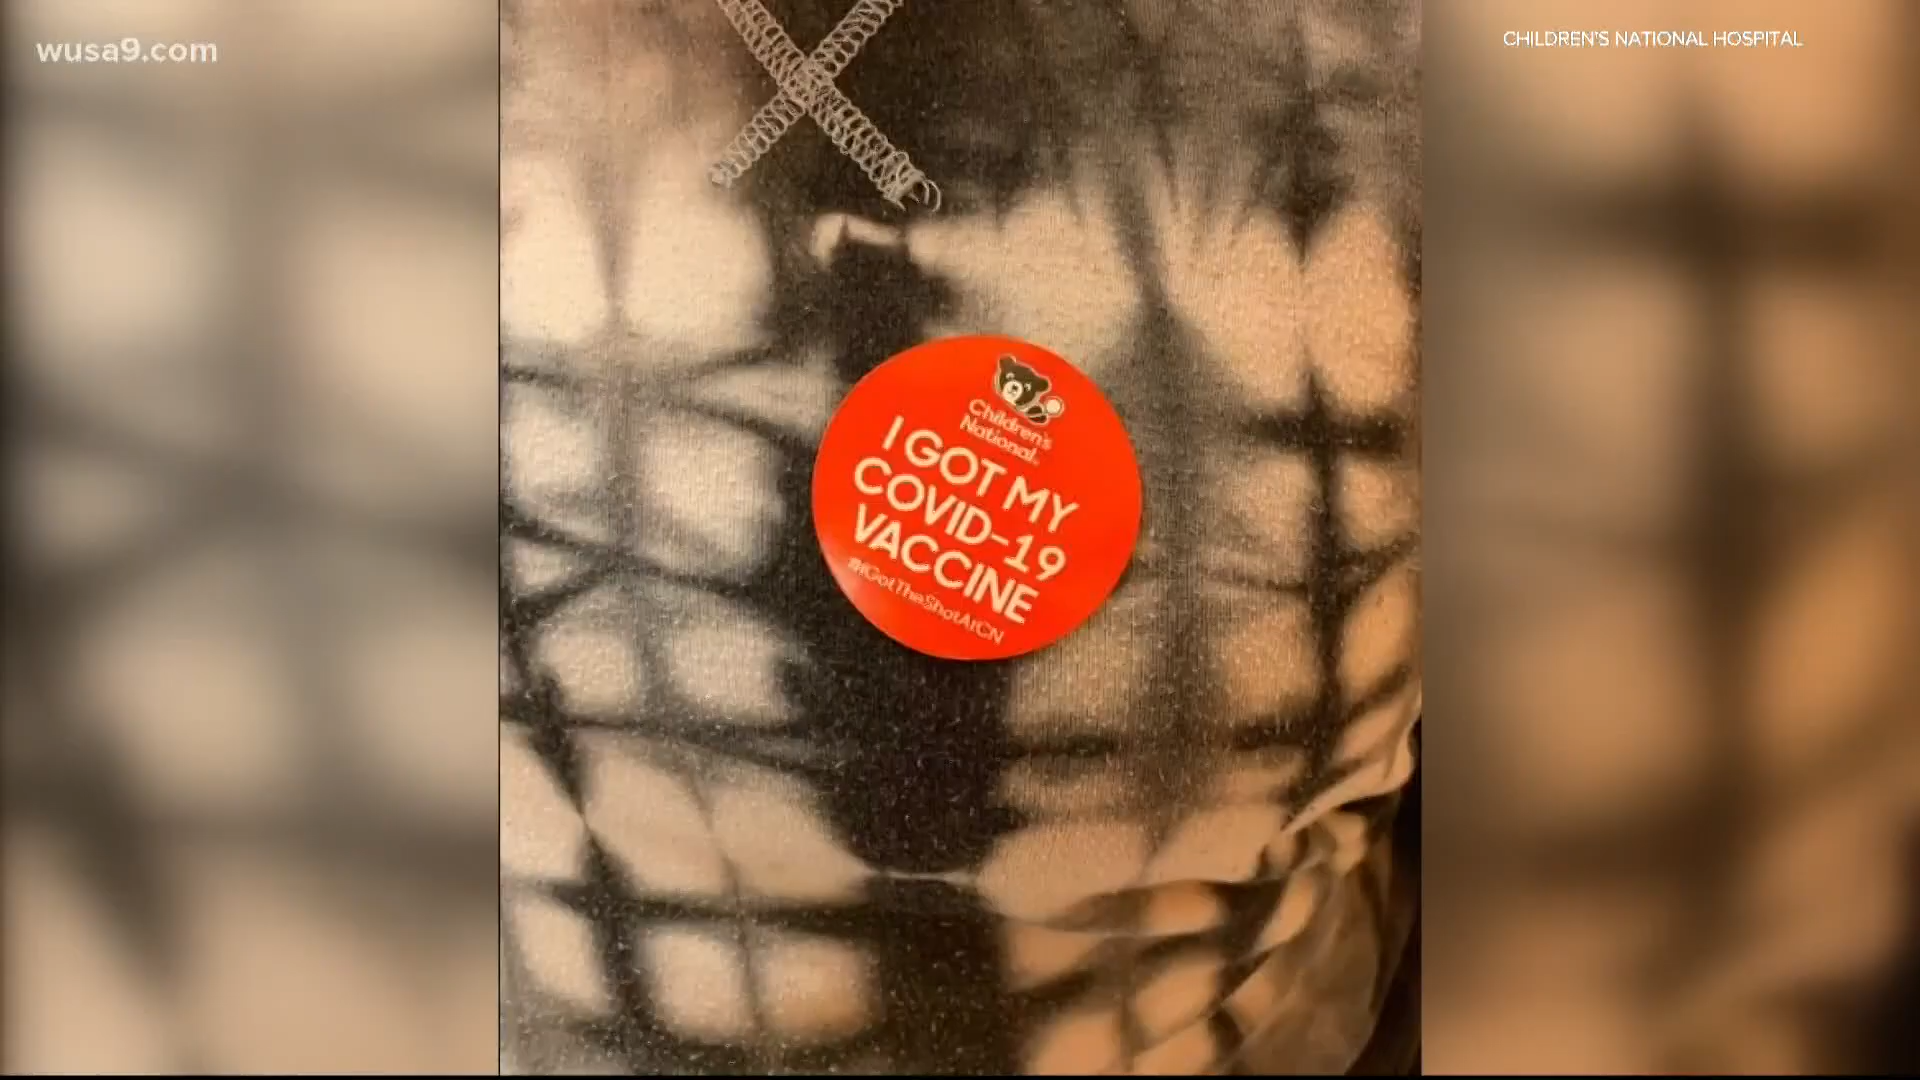 wusa9.com
CHILDREN'S NATIONAL HOSPITAL
Children's
National®
I GOT MY
COVID-19
VACCINE
#IGotTheShotAtCN